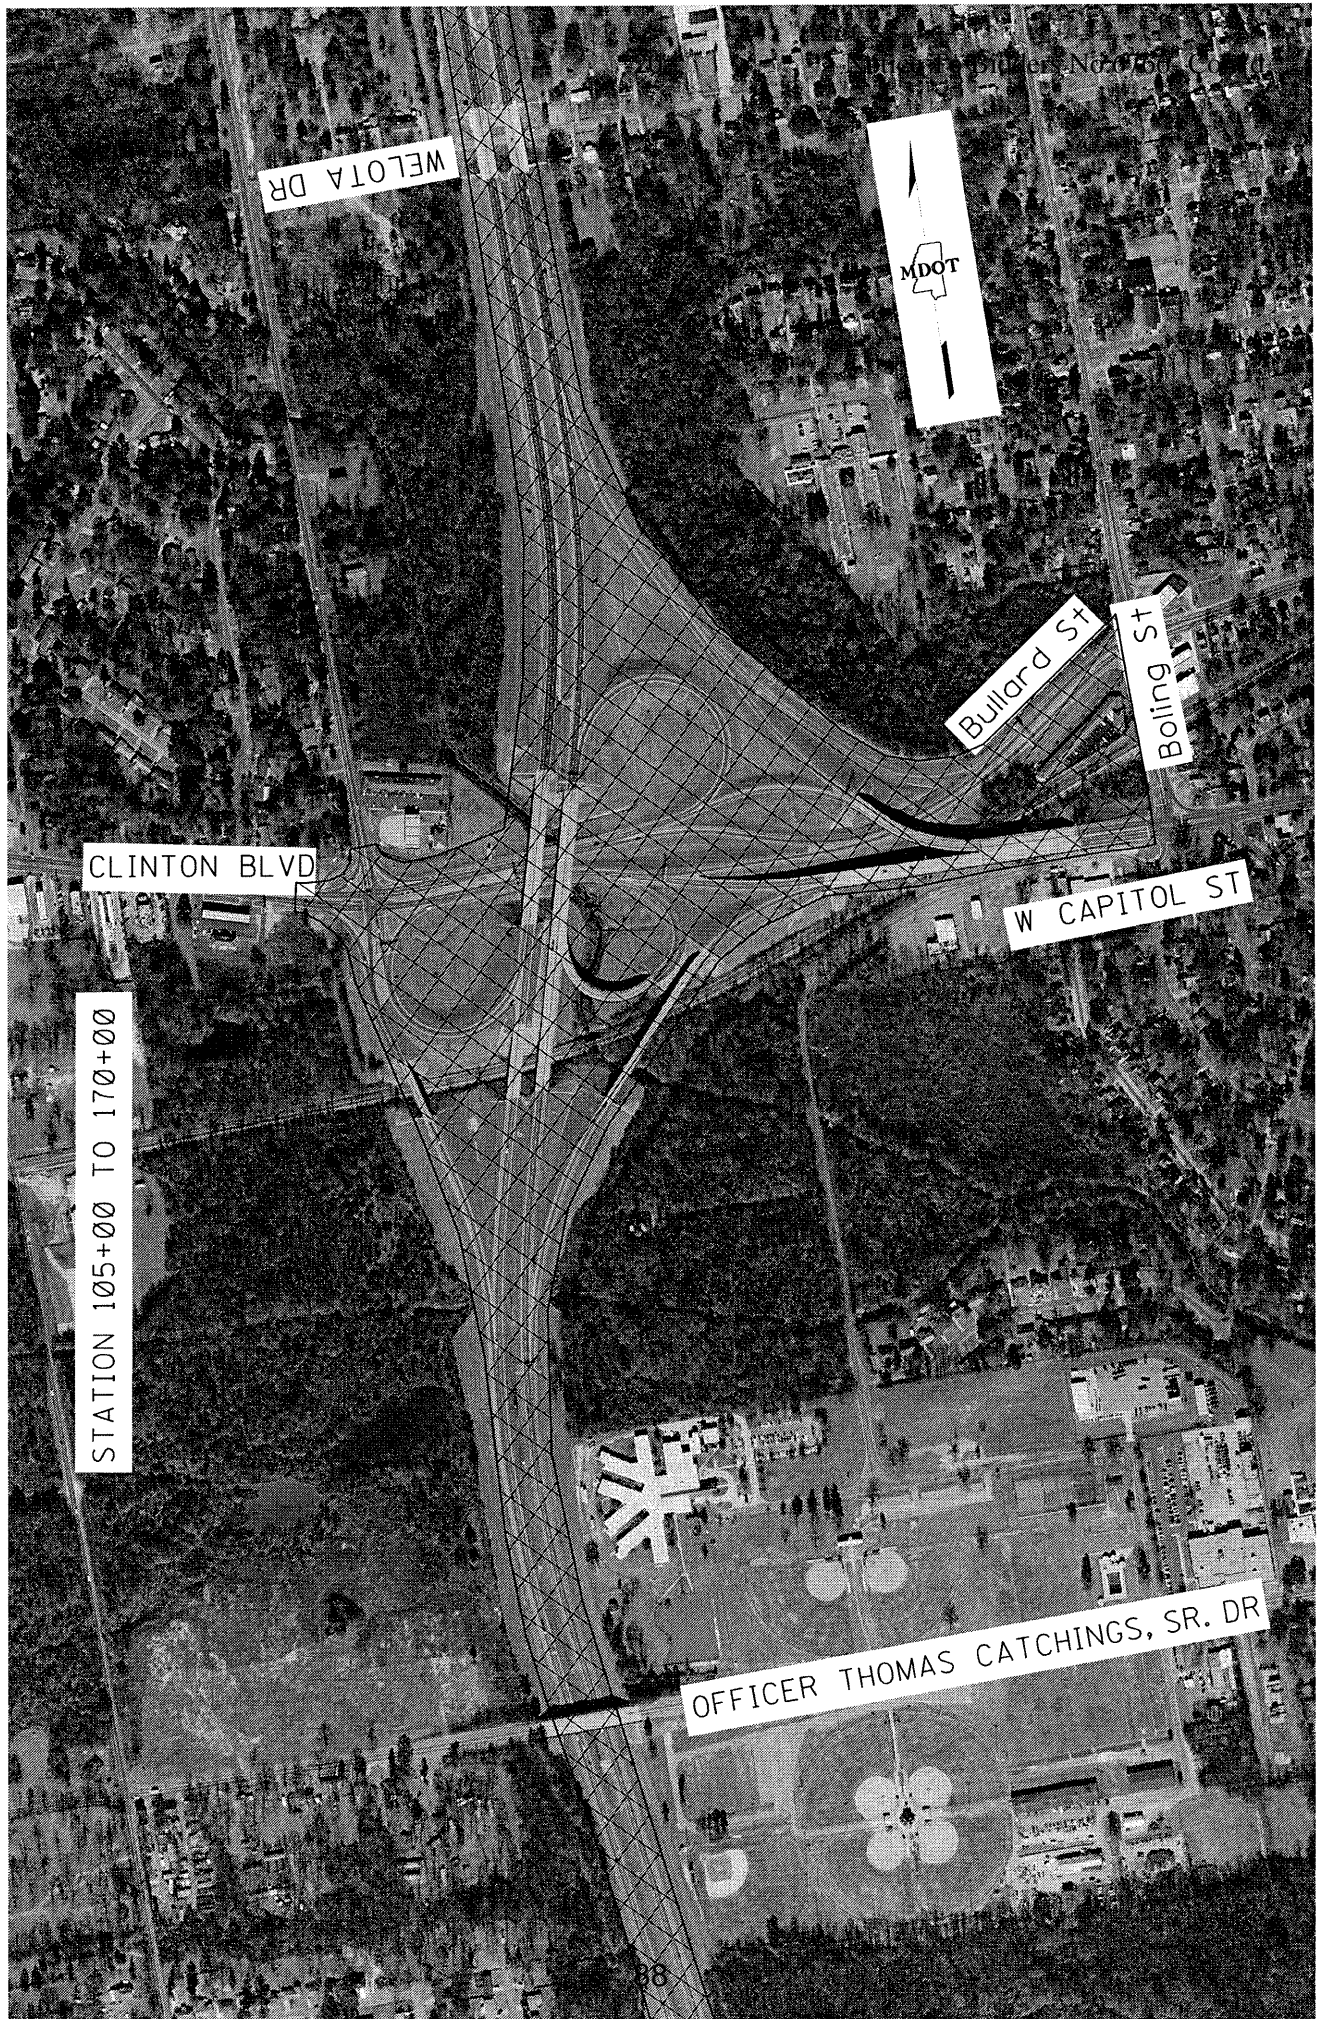 WELOTA DR
MDOT
Bullard St
Boling St
CLINTON BLVD
W CAPITOL ST
STATION 105+00 TO 170+00
OFFICER THOMAS CATCHINGS, SR. DR